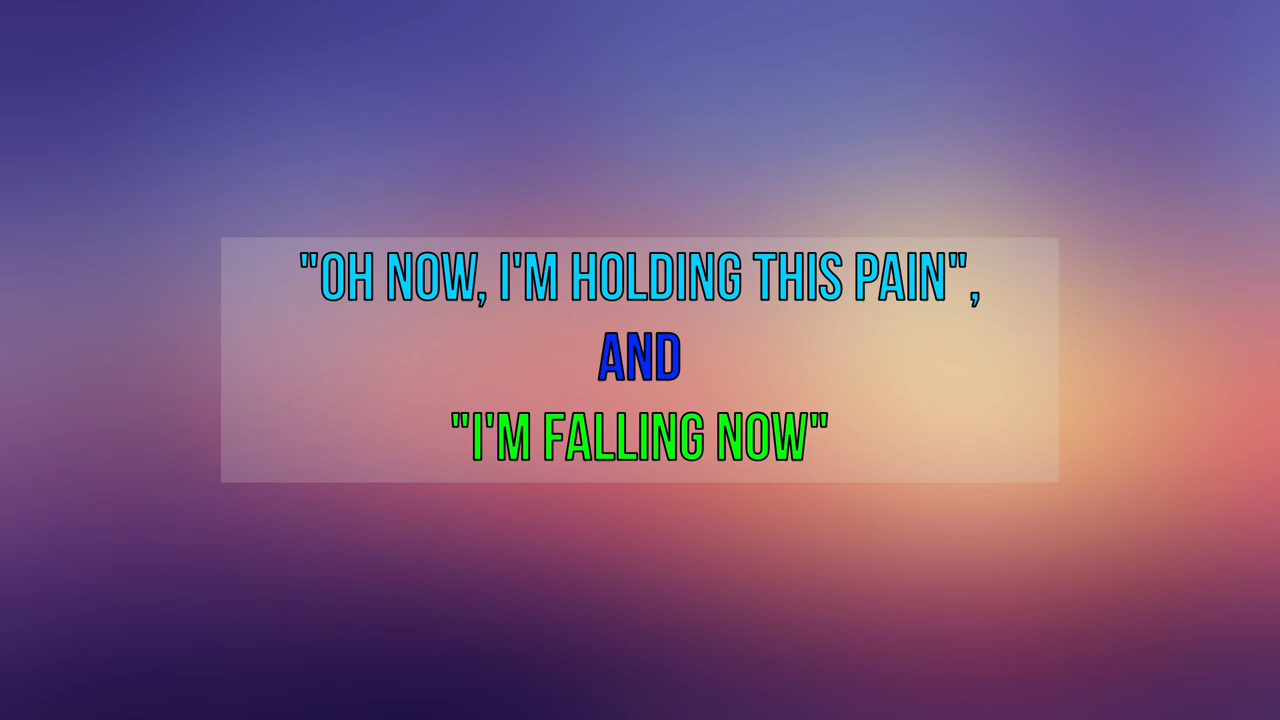 "OH NOW, I'M HOLDING THIS PAIN",
AND
"I'M FALLING NOW"